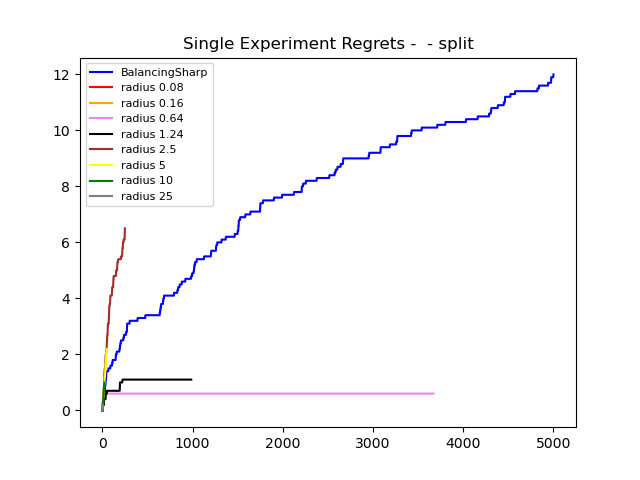 Single Experiment Regrets -  - split
BalancingSharp
radius 0.08
radius 0.16
radius 0.64
radius 1.24
radius 2.5
radius 5
radius 10
radius 25
12
10
8
6
4
2
0
0 1000 2000 3000 4000 5000